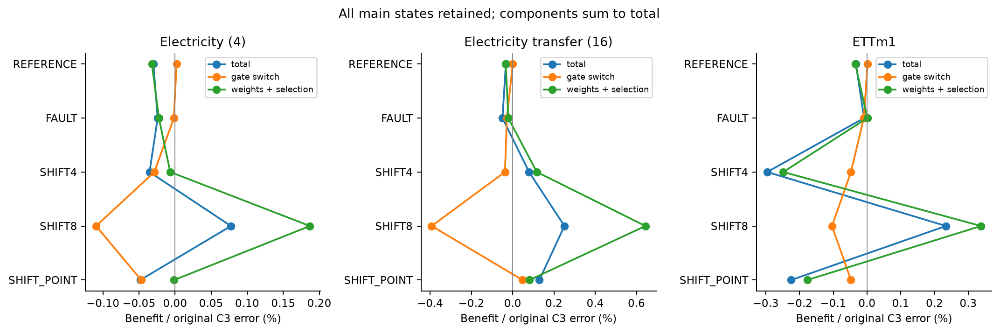 All main states retained; components sum to total
Electricity (4)
REFERENCE
FAULT
SHIFT4
SHIFT8
SHIFT_POINT
total
gate switch
weights + selection
−0.10 −0.05 0.00 0.05 0.10 0.15 0.20
Benefit / original C3 error (%)
Electricity transfer (16)
REFERENCE
FAULT
SHIFT4
SHIFT8
SHIFT_POINT
total
gate switch
weights + selection
−0.4 −0.2 0.0 0.2 0.4 0.6
Benefit / original C3 error (%)
ETTm1
REFERENCE
FAULT
SHIFT4
SHIFT8
SHIFT_POINT
total
gate switch
weights + selection
−0.3 −0.2 −0.1 0.0 0.1 0.2 0.3
Benefit / original C3 error (%)